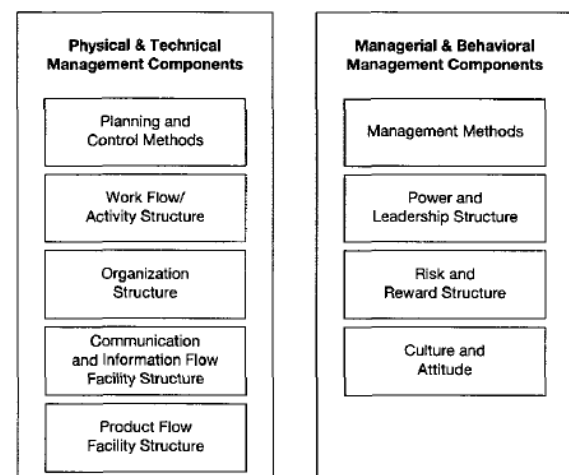 Physical & Technical
Management Components
Planning and
Control Methods
Work Flow/
Activity Structure
Organization
Structure
Communication
and Information Flow
Facility Structure
Product Flow
Facility Structure
Managerial & Behavioral
Management Components
Management Methods
Power and
Leadership Structure
Risk and
Reward Structure
Culture and
Attitude